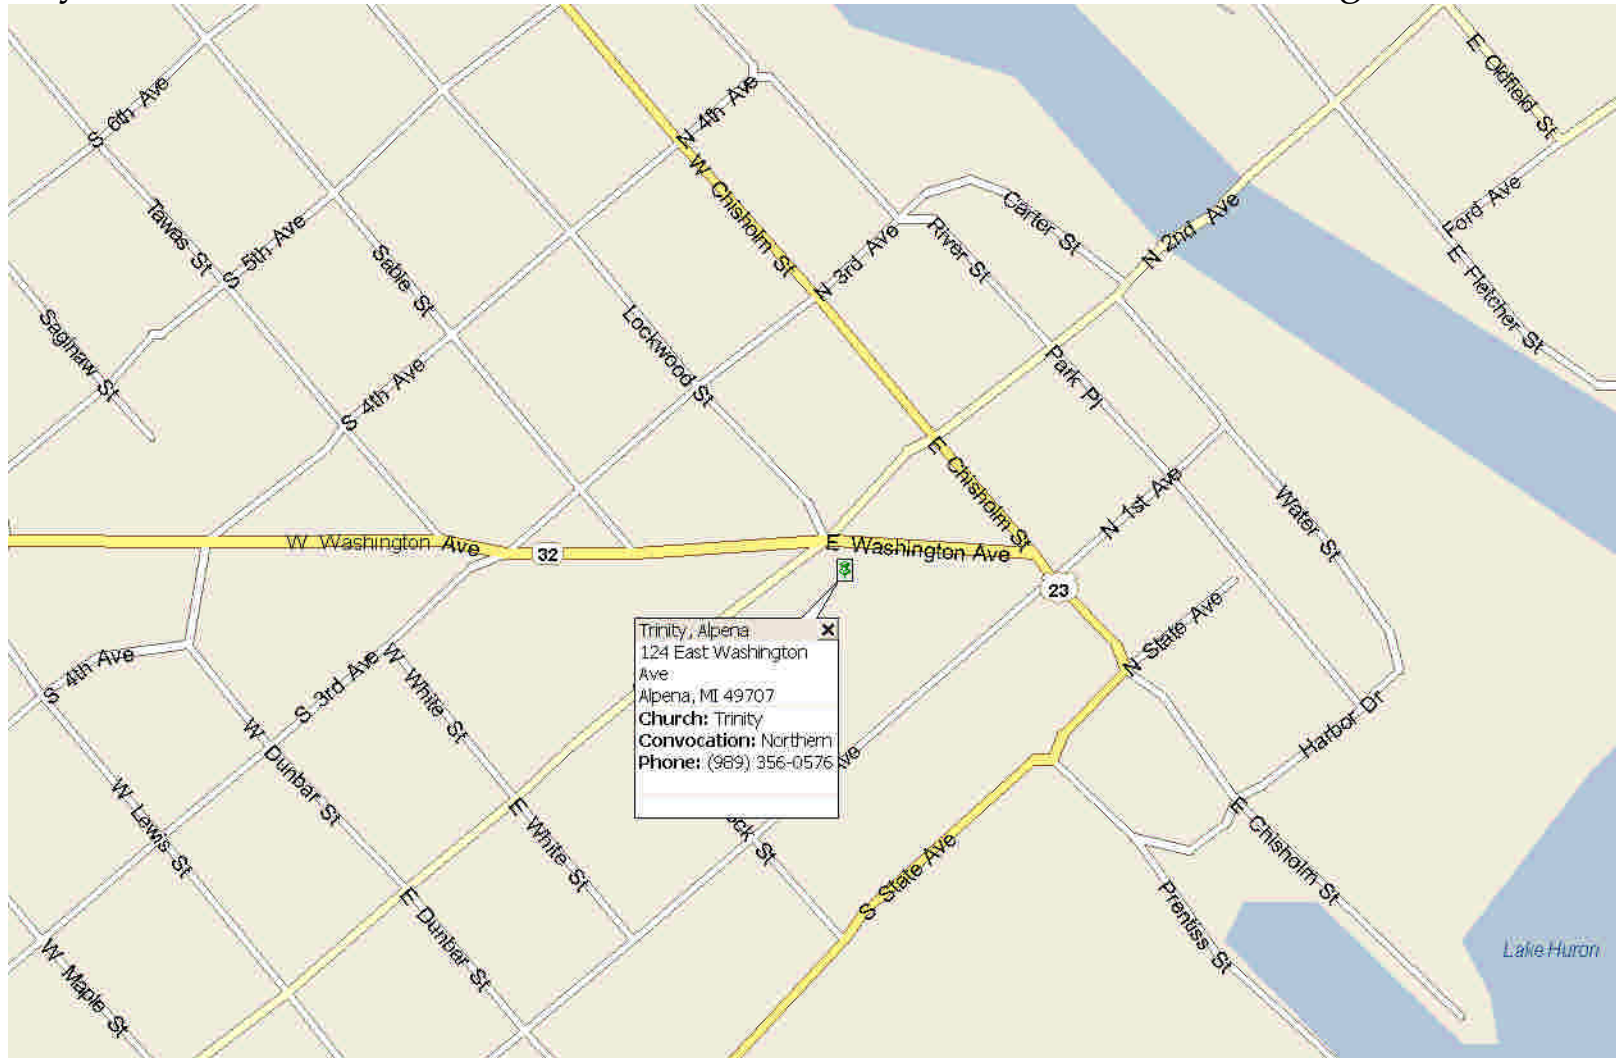 E Oldfield St
S 6th Ave
N 4th Ave
N W Chisholm St
Ford Ave
Tawas St
S 5th Ave
Sable St
Carter St
N 2nd Ave
N 3rd Ave
River St
E Fletcher St
Saginaw St
Lockwood St
S 4th Ave
Park Pl
E Chisholm St
N 1st Ave
Water St
W Washington Ave
32
E Washington Ave
23
Trinity, Alpena
124 East Washington
Ave
Alpena, MI 49707
Church: Trinity
Convocation: Northern
Phone: (989) 356-0576
N State Ave
S 4th Ave
S 3rd Ave
W White St
W Dunbar St
Harbor Dr
W Lewis St
E White St
ve
ock St
S State Ave
E Chisholm St
E Dunbar St
Prentiss St
W Maple St
Lake Huron